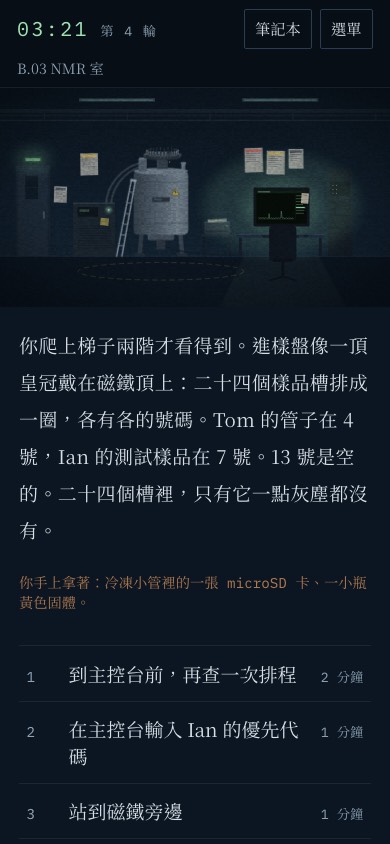 03:21 第 4 輪
筆記本
選單
B.03 NMR 室
你爬上梯子兩階才看得到。進樣盤像一頂
皇冠戴在磁鐵頂上：二十四個樣品槽排成
一圈，各有各的號碼。Tom 的管子在 4
號，Ian 的測試樣品在 7 號。13 號是空
的。二十四個槽裡，只有它一點灰塵都沒
有。
你手上拿著：冷凍小管裡的一張 microSD 卡、一小瓶
黃色固體。
1 到主控台前，再查一次排程 2 分鐘
2 在主控台輸入 Ian 的優先代 1 分鐘
碼
3 站到磁鐵旁邊 1 分鐘